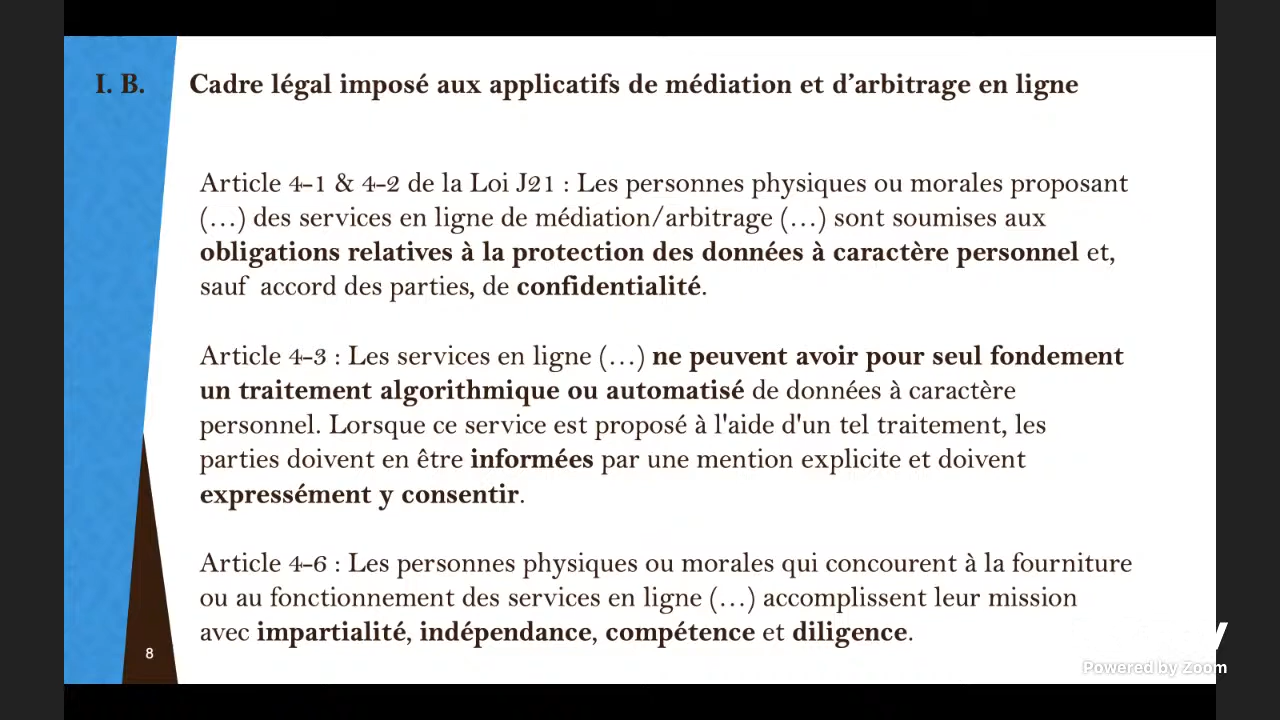 I. B. Cadre légal imposé aux applicatifs de médiation et d’arbitrage en ligne
Article 4-1 & 4-2 de la Loi J21 : Les personnes physiques ou morales proposant
(…) des services en ligne de médiation/arbitrage (…) sont soumises aux
obligations relatives à la protection des données à caractère personnel et,
sauf accord des parties, de confidentialité.
Article 4-3 : Les services en ligne (…) ne peuvent avoir pour seul fondement
un traitement algorithmique ou automatisé de données à caractère
personnel. Lorsque ce service est proposé à l'aide d'un tel traitement, les
parties doivent en être informées par une mention explicite et doivent
expressément y consentir.
Article 4-6 : Les personnes physiques ou morales qui concourent à la fourniture
ou au fonctionnement des services en ligne (…) accomplissent leur mission
avec impartialité, indépendance, compétence et diligence.
8
Powered by Zoom